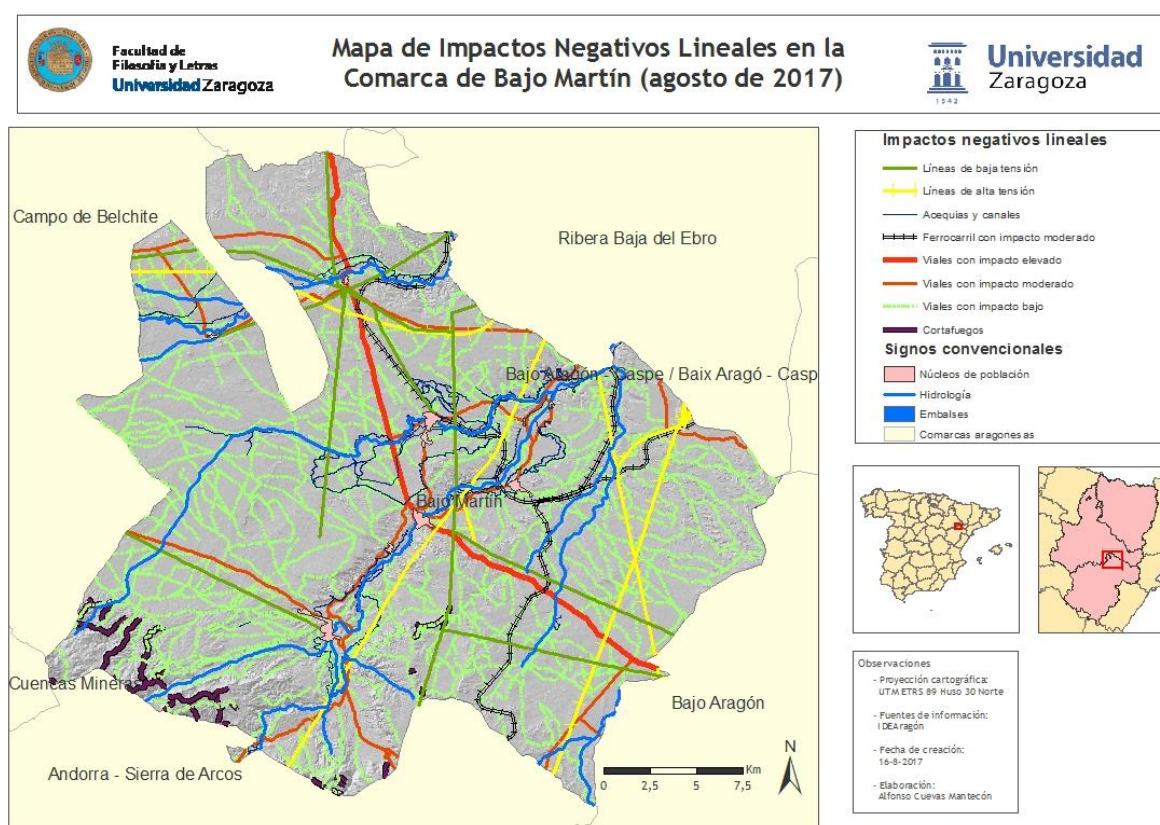 Facultad de
Filosofía y Letras
Universidad Zaragoza
Mapa de Impactos Negativos Lineales en la
Comarca de Bajo Martín (agosto de 2017)
1542
Universidad
Zaragoza
Campo de Belchite
Ribera Baja del Ebro
Bajo Aragón - Caspe / Baix Aragó - Casp
Bajo Martín
Cuencas Mineras
Bajo Aragón
Andorra - Sierra de Arcos
N
Km
0 2,5 5 7,5
Impactos negativos lineales
Líneas de baja tensión
Líneas de alta tensión
Acequias y canales
Ferrocarril con impacto moderado
Viales con impacto elevado
Viales con impacto moderado
Viales con impacto bajo
Cortafuegos
Signos convencionales
Núcleos de población
Hidrología
Embalses
Comarcas aragonesas
Observaciones
- Proyección cartográfica:
UTM ETRS 89 Huso 30 Norte
- Fuentes de información:
IDEAragón
- Fecha de creación:
16-8-2017
- Elaboración:
Alfonso Cuevas Mantecón